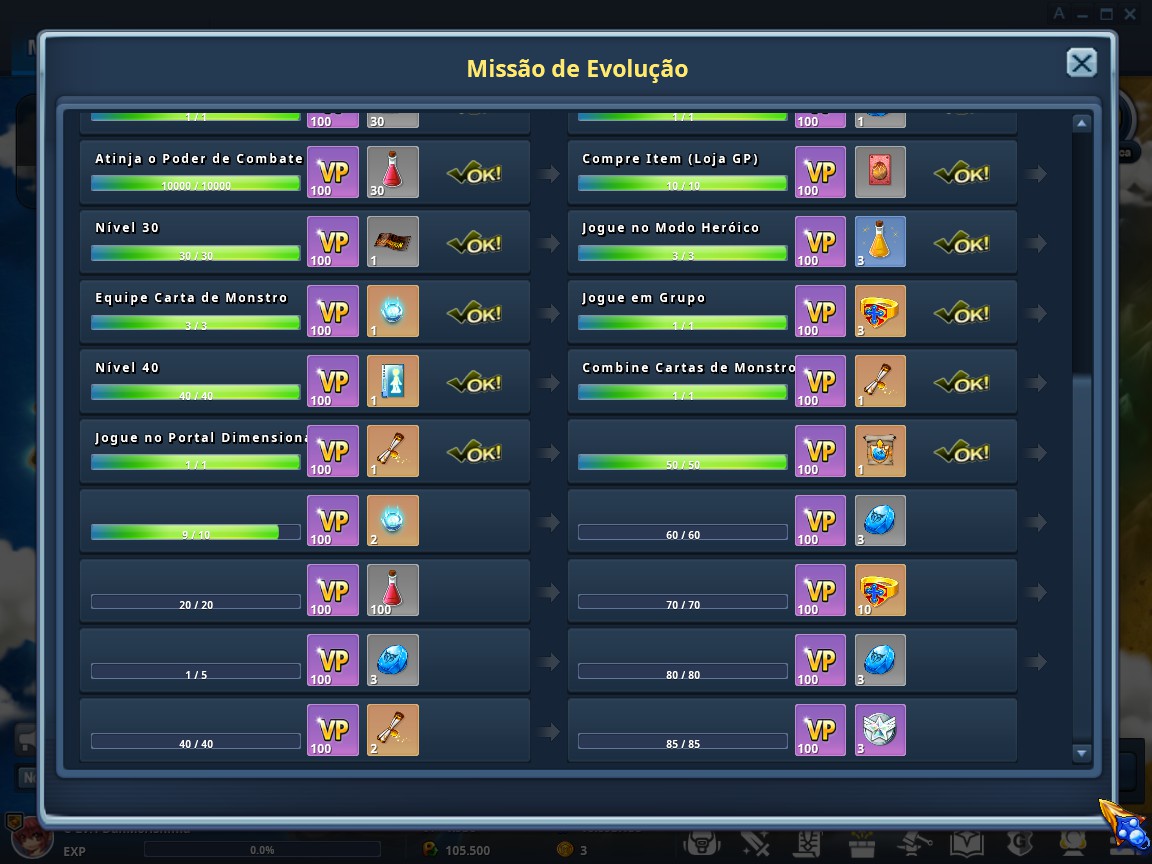 A
Missão de Evolução
1 / 1
100
30
1 / 1
100
1
Atinja o Poder de Combate
10000 / 10000
VP
100
30
OK!
Compre Item (Loja GP)
10 / 10
VP
100
OK!
Nível 30
30 / 30
VP
100
1
OK!
Jogue no Modo Heróico
3 / 3
VP
100
3
OK!
Equipe Carta de Monstro
3 / 3
VP
100
1
OK!
Jogue em Grupo
1 / 1
VP
100
3
OK!
Nível 40
40 / 40
VP
100
1
OK!
Combine Cartas de Monstro
1 / 1
VP
100
1
OK!
Jogue no Portal Dimensiona
1 / 1
VP
100
1
OK!
50 / 50
VP
100
1
OK!
9 / 10
VP
100
2
60 / 60
VP
100
3
20 / 20
VP
100
100
70 / 70
VP
100
10
1 / 5
VP
100
3
80 / 80
VP
100
3
40 / 40
VP
100
2
85 / 85
VP
100
3
EXP
0.0%
105.500
3